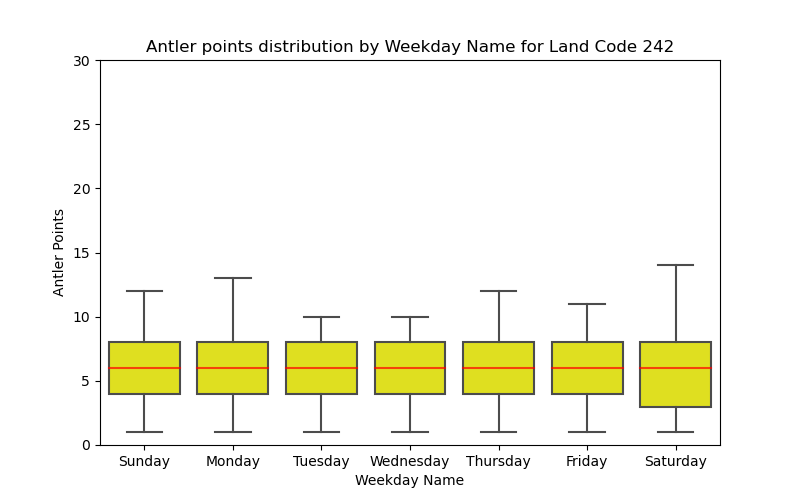 Antler points distribution by Weekday Name for Land Code 242
30
25
20
15
10
5
0
Antler Points
Sunday Monday Tuesday Wednesday Thursday Friday Saturday
Weekday Name